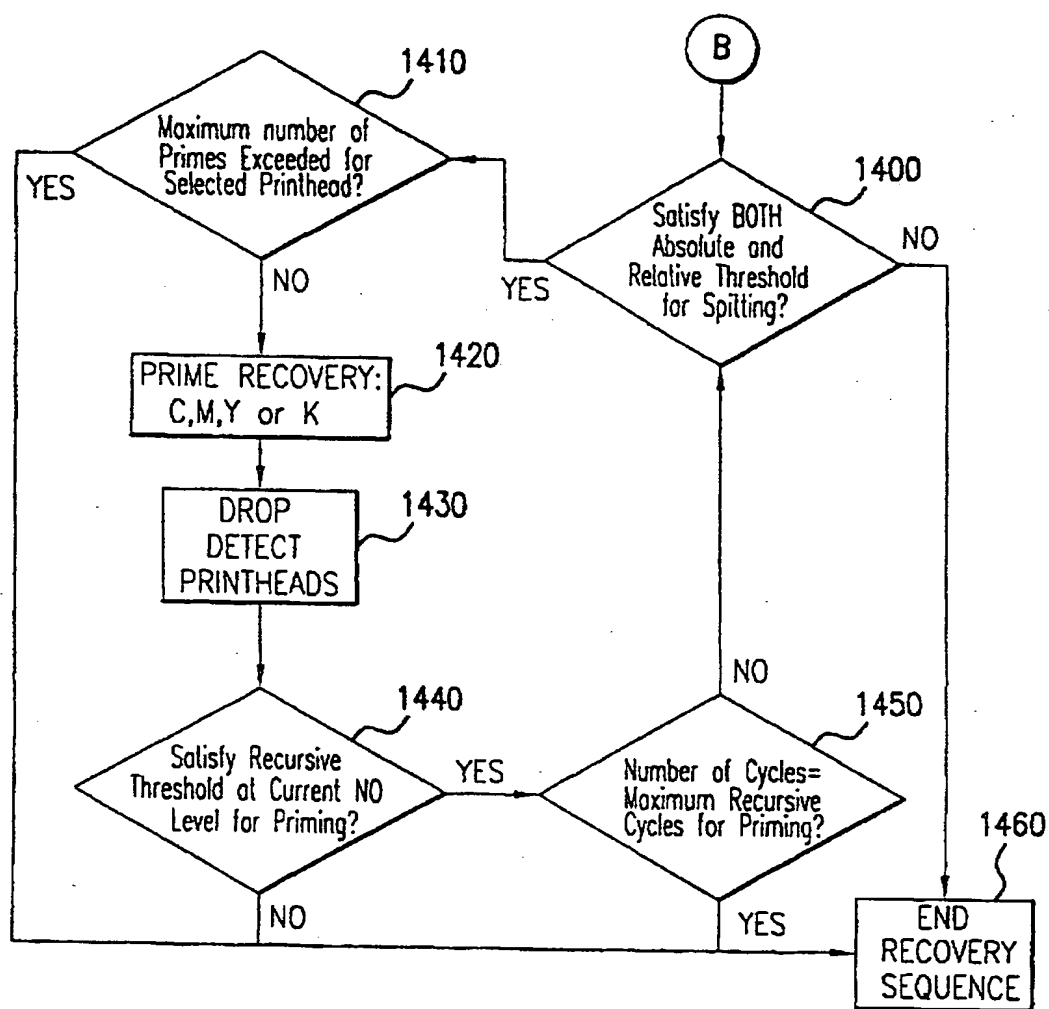 B
1410
Maximum number of
Primes Exceeded for
Selected Printhead?
YES
NO
1400
Satisfy BOTH
Absolute and
Relative Threshold
for Spitting?
NO
YES
1420
PRIME RECOVERY:
C,M,Y or K
1430
DROP
DETECT
PRINTHEADS
1440
Satisfy Recursive
Threshold at Current NO
Level for Priming?
YES
NO
1450
Number of Cycles=
Maximum Recursive
Cycles for Priming?
NO
YES
1460
END
RECOVERY
SEQUENCE